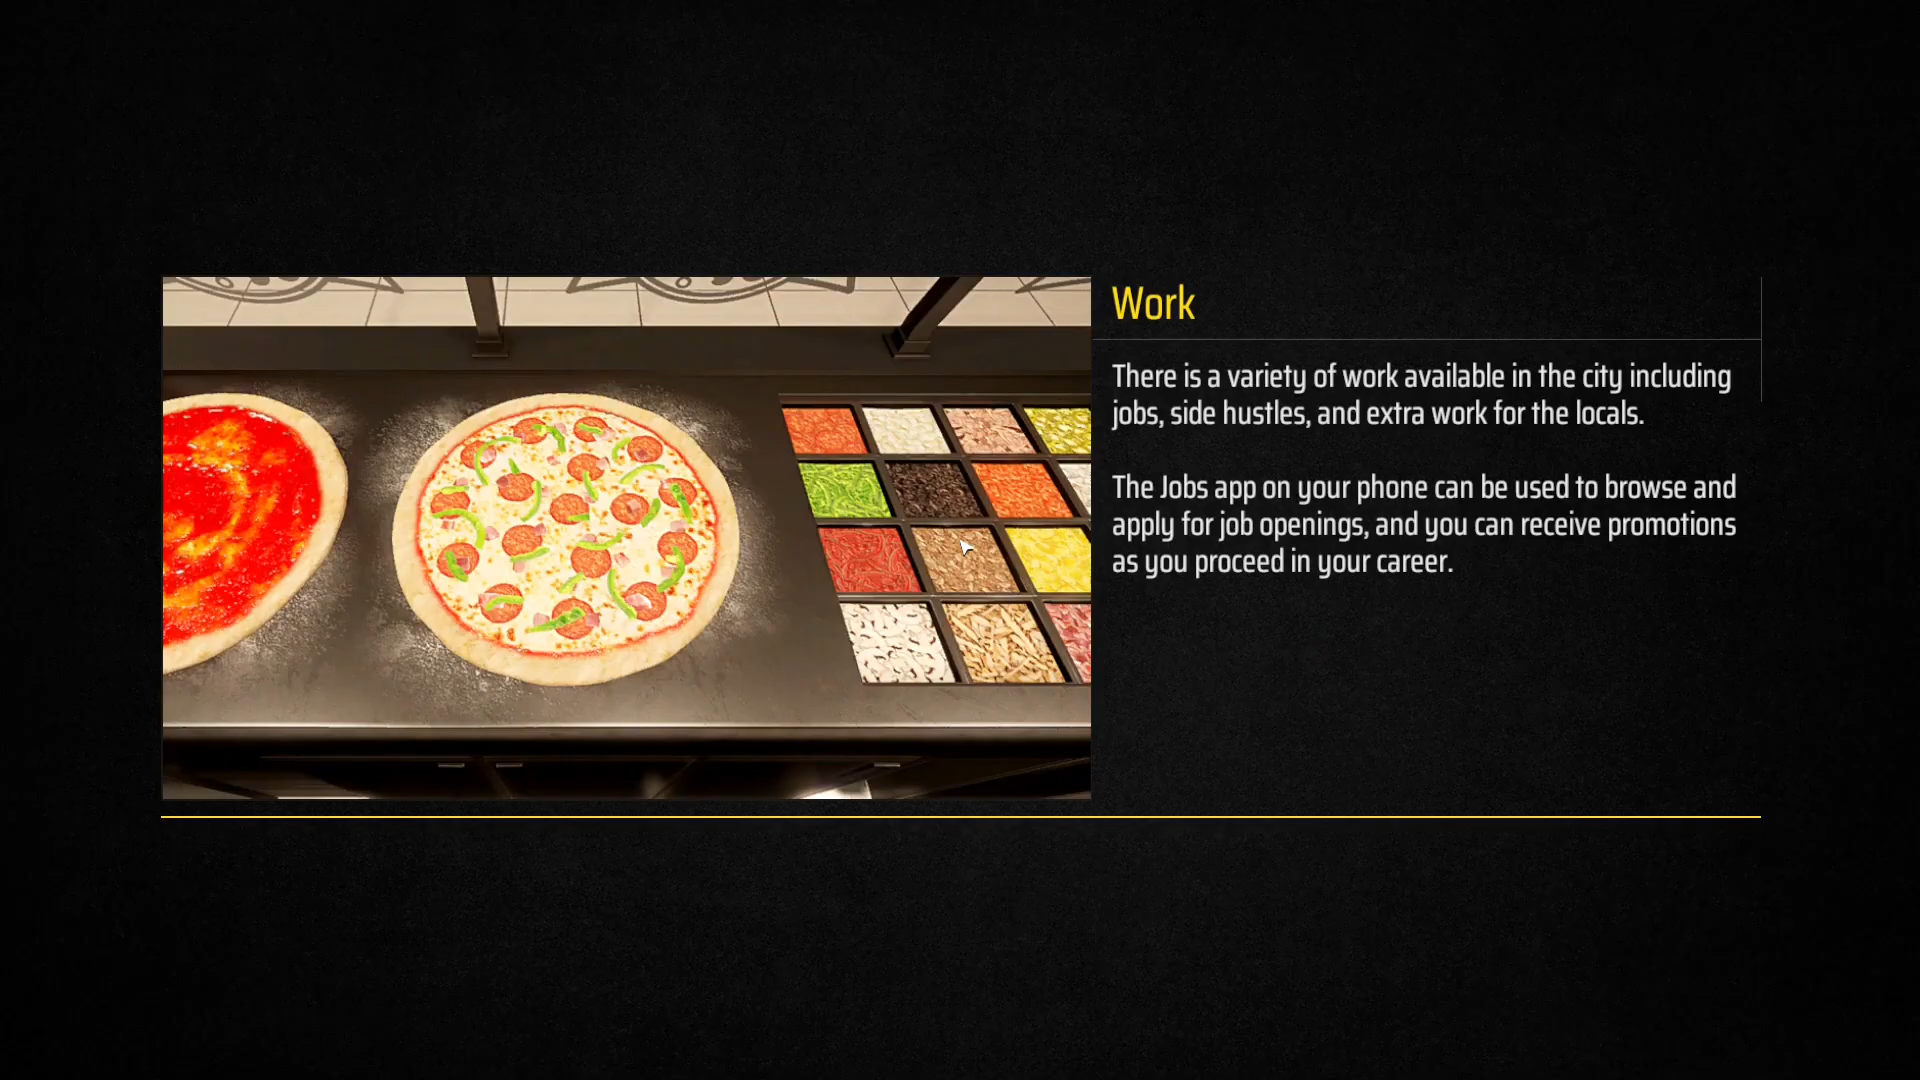 Work
There is a variety of work available in the city including
jobs, side hustles, and extra work for the locals.
The Jobs app on your phone can be used to browse and
apply for job openings, and you can receive promotions
as you proceed in your career.